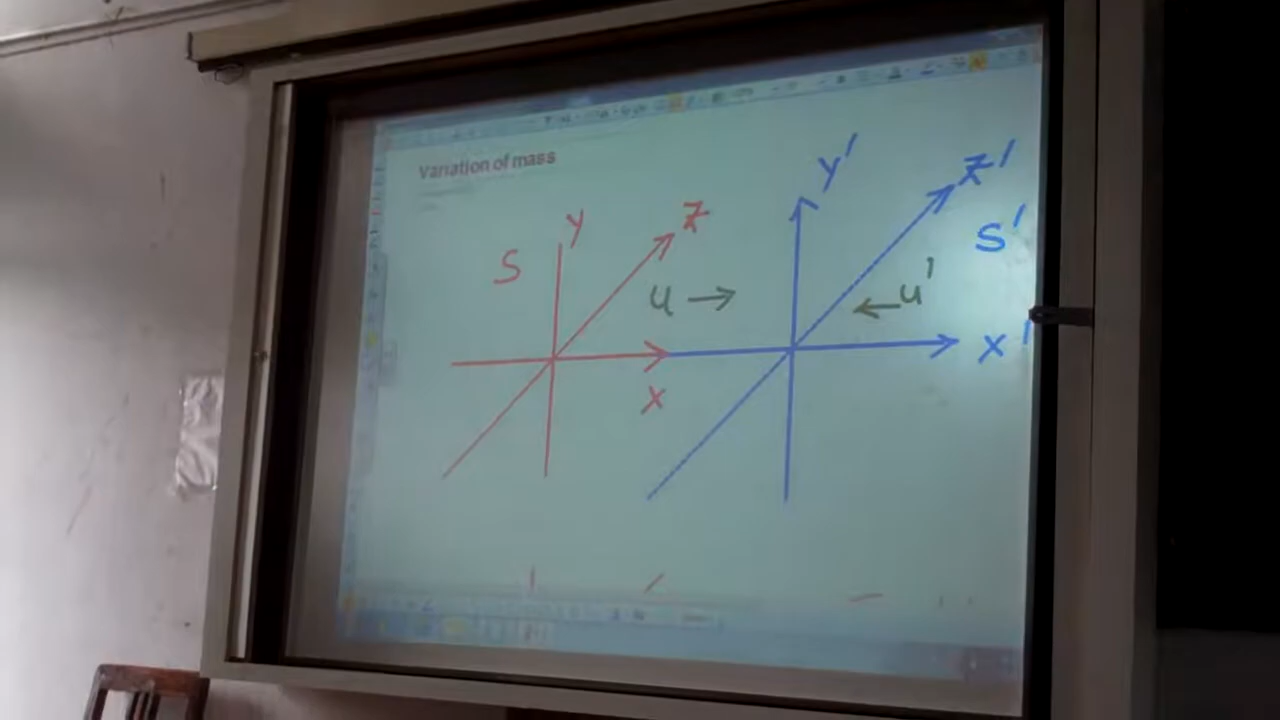 Variation of mass
y'
z'
y
z
S
S'
u →
← u'
x'
x